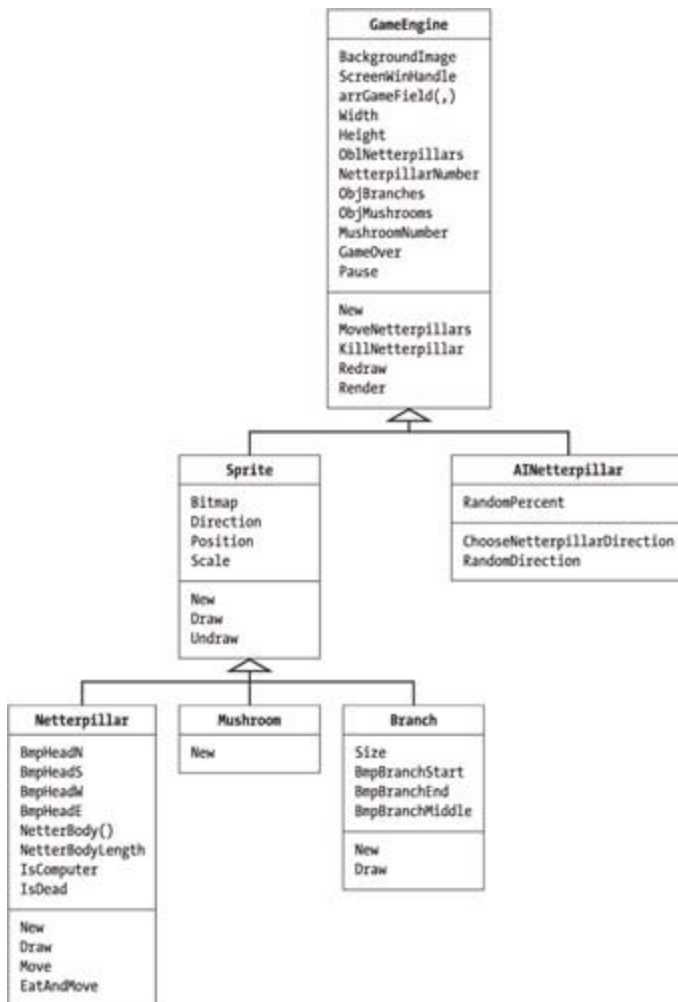 GameEngine
BackgroundImage
ScreenWinHandle
arrGameField(,)
Width
Height
OblNetterpillars
NetterpillarNumber
ObjBranches
ObjMushrooms
MushroomNumber
GameOver
Pause
New
MoveNetterpillars
KillNetterpillar
Redraw
Render
Sprite
Bitmap
Direction
Position
Scale
New
Draw
Undraw
AINetterpillar
RandomPercent
ChooseNetterpillarDirection
RandomDirection
Netterpillar
BmpHeadN
BmpHeadS
BmpHeadW
BmpHeadE
NetterBody()
NetterBodyLength
IsComputer
IsDead
New
Draw
Move
EatAndMove
Mushroom
New
Branch
Size
BmpBranchStart
BmpBranchEnd
BmpBranchMiddle
New
Draw